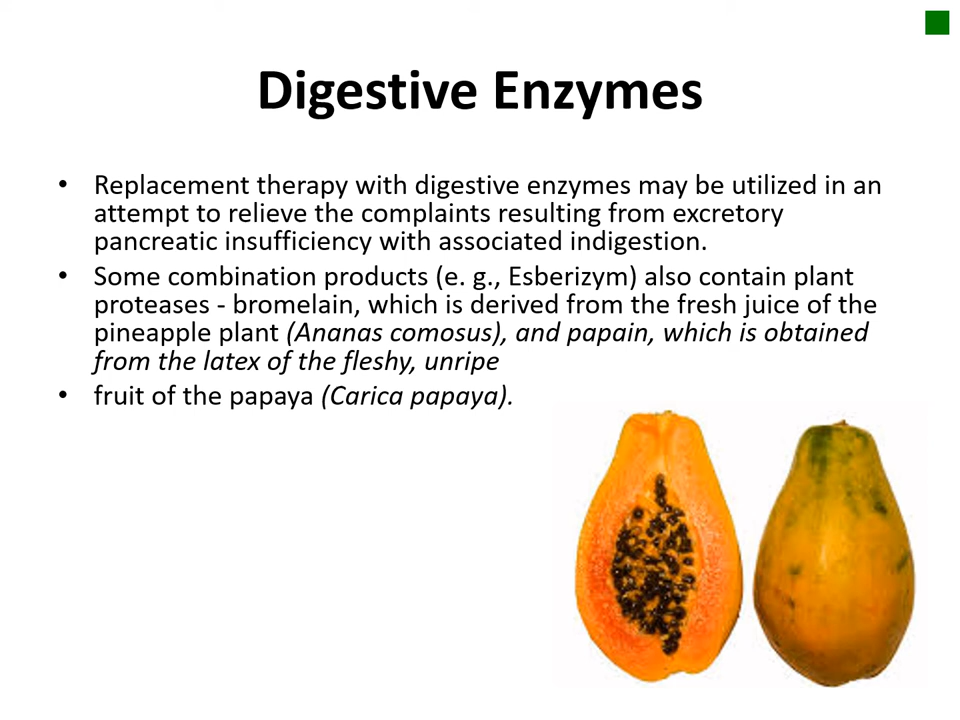 Digestive Enzymes
• Replacement therapy with digestive enzymes may be utilized in an
attempt to relieve the complaints resulting from excretory
pancreatic insufficiency with associated indigestion.
• Some combination products (e. g., Esberizym) also contain plant
proteases - bromelain, which is derived from the fresh juice of the
pineapple plant (Ananas comosus), and papain, which is obtained
from the latex of the fleshy, unripe
• fruit of the papaya (Carica papaya).